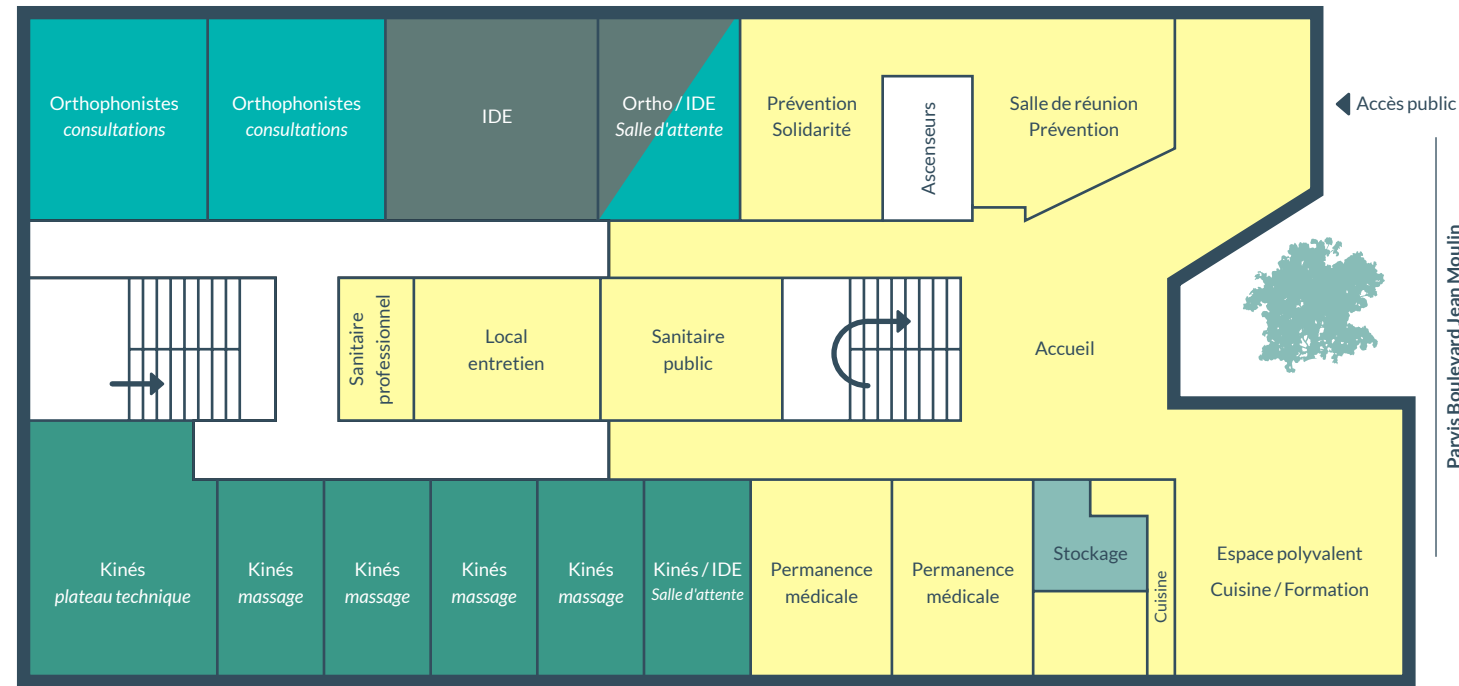 Orthophonistes
consultations
Orthophonistes
consultations
IDE
Ortho / IDE
Salle d'attente
Prévention
Solidarité
Ascenseurs
Salle de réunion
Prévention
Accès public
Sanitaire
professionnel
Local
entretien
Sanitaire
public
Accueil
Parvis Boulevard Jean Moulin
Kinés
plateau technique
Kinés
massage
Kinés
massage
Kinés
massage
Kinés
massage
Kinés / IDE
Salle d'attente
Permanence
médicale
Permanence
médicale
Stockage
Cuisine
Espace polyvalent
Cuisine / Formation